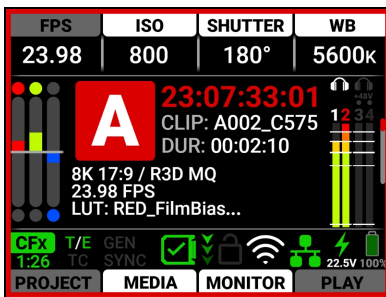 FPS ISO SHUTTER WB
23.98 800 180° 5600K
A
23:07:33:01
CLIP: A002_C575
DUR: 00:02:10
+48V
1 2 3 4
8K 17:9 / R3D MQ
23.98 FPS
LUT: RED_FilmBias...
CFX T/E GEN
1:26 TC SYNC
22.5V 100%
PROJECT MEDIA MONITOR PLAY